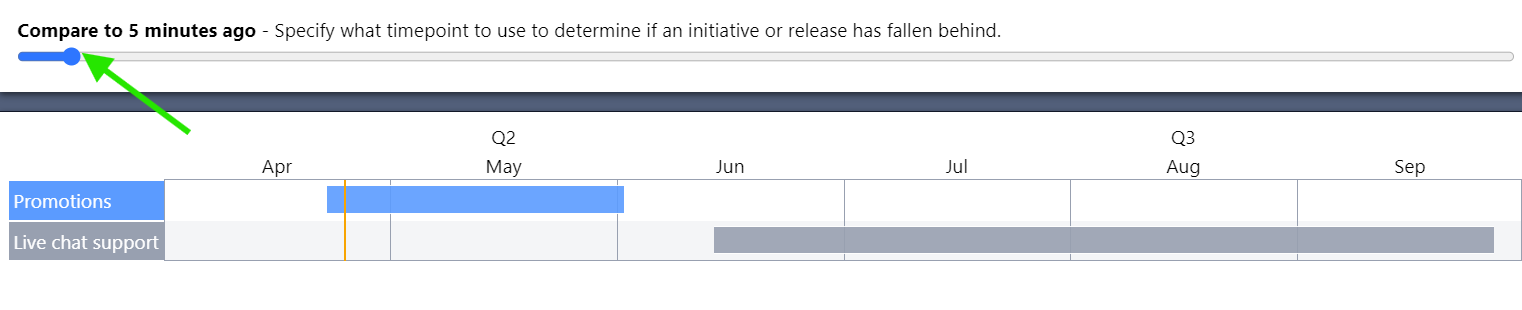 Compare to 5 minutes ago - Specify what timepoint to use to determine if an initiative or release has fallen behind.
Q2 Q3
Apr May Jun Jul Aug Sep
Promotions
Live chat support